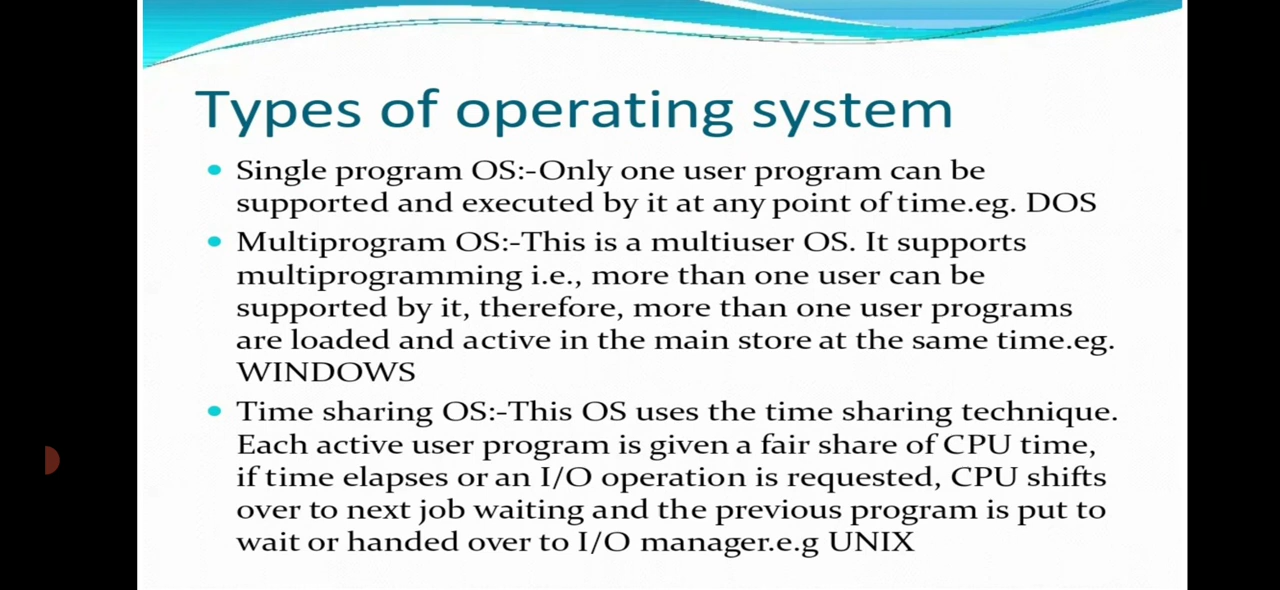 Types of operating system
Single program OS:-Only one user program can be
supported and executed by it at any point of time.eg. DOS
Multiprogram OS:-This is a multiuser OS. It supports
multiprogramming i.e., more than one user can be
supported by it, therefore, more than one user programs
are loaded and active in the main store at the same time.eg.
WINDOWS
Time sharing OS:-This OS uses the time sharing technique.
Each active user program is given a fair share of CPU time,
if time elapses or an I/O operation is requested, CPU shifts
over to next job waiting and the previous program is put to
wait or handed over to I/O manager.e.g UNIX